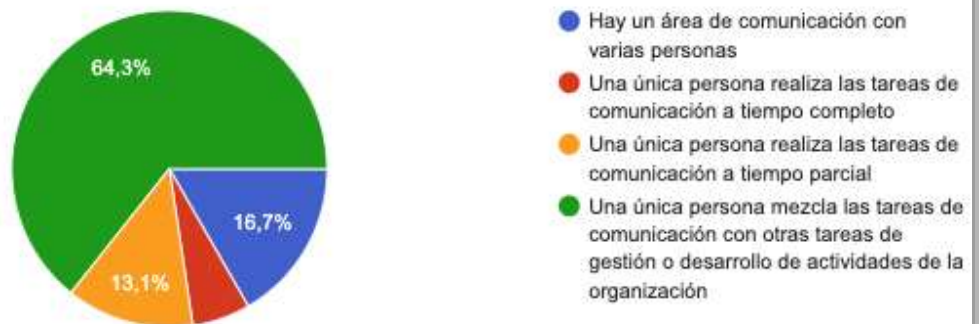 64,3%
16,7%
13,1%
Hay un área de comunicación con
varias personas
Una única persona realiza las tareas de
comunicación a tiempo completo
Una única persona realiza las tareas de
comunicación a tiempo parcial
Una única persona mezcla las tareas de
comunicación con otras tareas de
gestión o desarrollo de actividades de la
organización